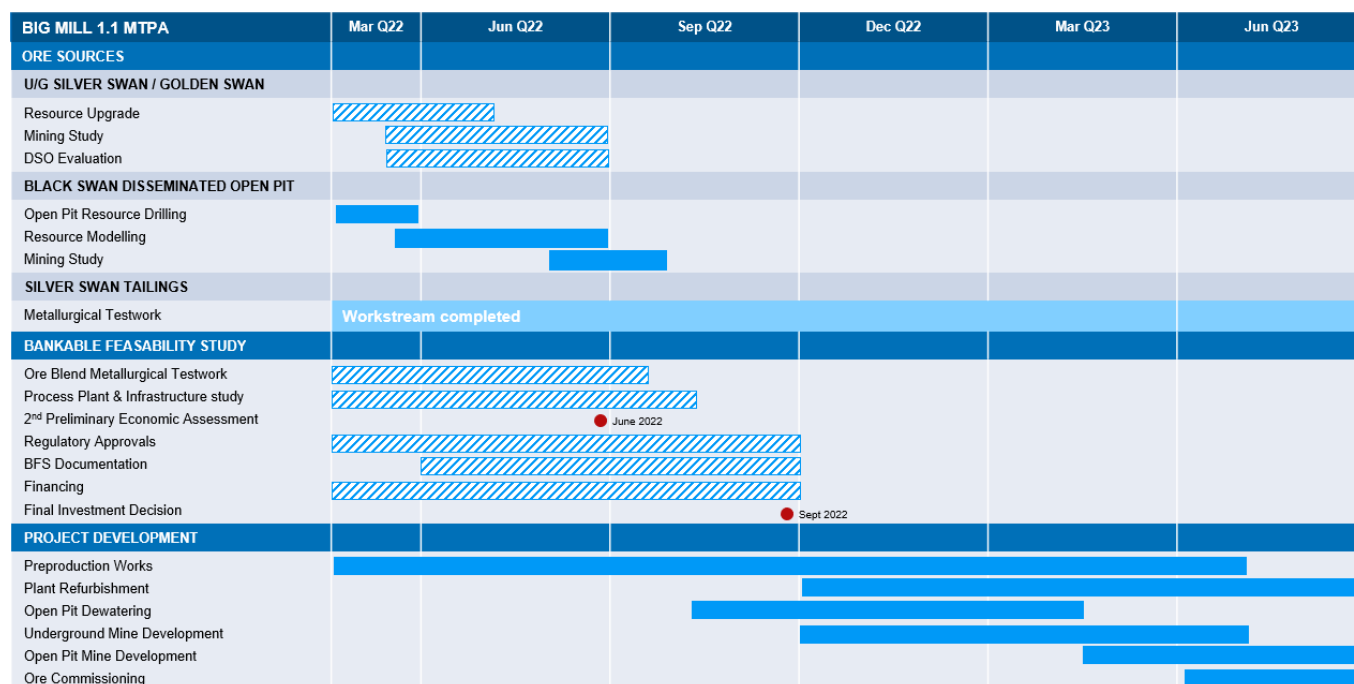 BIG MILL 1.1 MTPA Mar Q22 Jun Q22 Sep Q22 Dec Q22 Mar Q23 Jun Q23
ORE SOURCES
U/G SILVER SWAN / GOLDEN SWAN
Resource Upgrade
Mining Study
DSO Evaluation
BLACK SWAN DISSEMINATED OPEN PIT
Open Pit Resource Drilling
Resource Modelling
Mining Study
SILVER SWAN TAILINGS
Metallurgical Testwork Workstream completed
BANKABLE FEASABILITY STUDY
Ore Blend Metallurgical Testwork
Process Plant & Infrastructure study
2nd Preliminary Economic Assessment June 2022
Regulatory Approvals
BFS Documentation
Financing
Final Investment Decision Sept 2022
PROJECT DEVELOPMENT
Preproduction Works
Plant Refurbishment
Open Pit Dewatering
Underground Mine Development
Open Pit Mine Development
Ore Commissioning